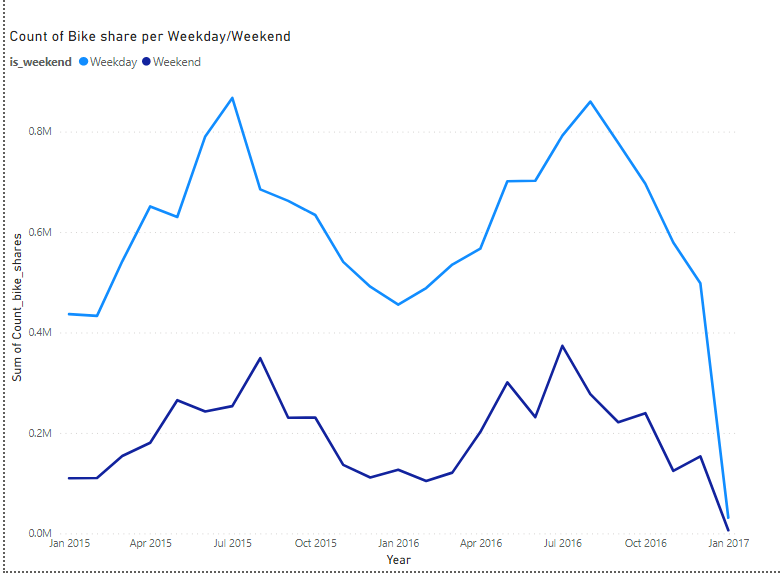 Count of Bike share per Weekday/Weekend
is_weekend Weekday Weekend
0.8M
0.6M
0.4M
0.2M
0.0M
Sum of Count_bike_shares
Jan 2015 Apr 2015 Jul 2015 Oct 2015 Jan 2016 Apr 2016 Jul 2016 Oct 2016 Jan 2017
Year